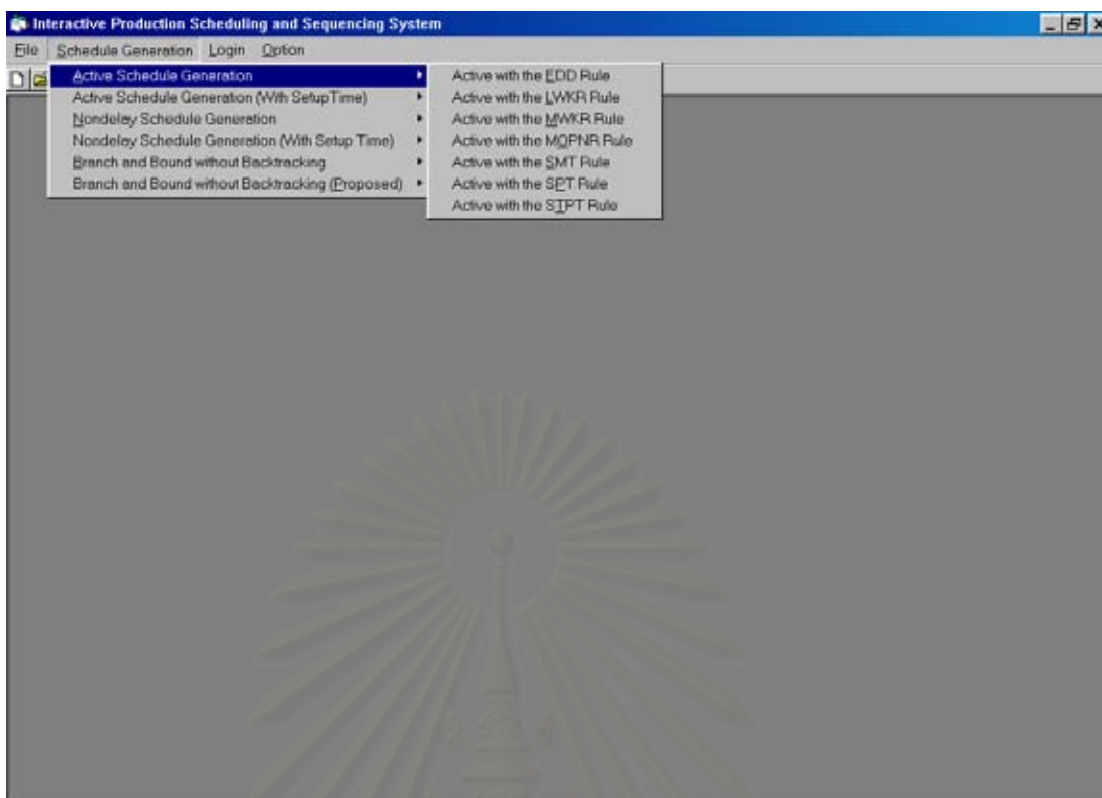 Interactive Production Scheduling and Sequencing System
File Schedule Generation Login Option
Active Schedule Generation
Active Schedule Generation (With SetupTime)
Nondeley Schedule Generation
Nondeley Schedule Generation (With Setup Time)
Branch and Bound without Backtracking
Branch and Bound without Backtracking (Proposed)
Active with the EDD Rule
Active with the LWKR Rule
Active with the MWKR Rule
Active with the MOPNR Rule
Active with the SMT Rule
Active with the SPT Rule
Active with the STPT Rule